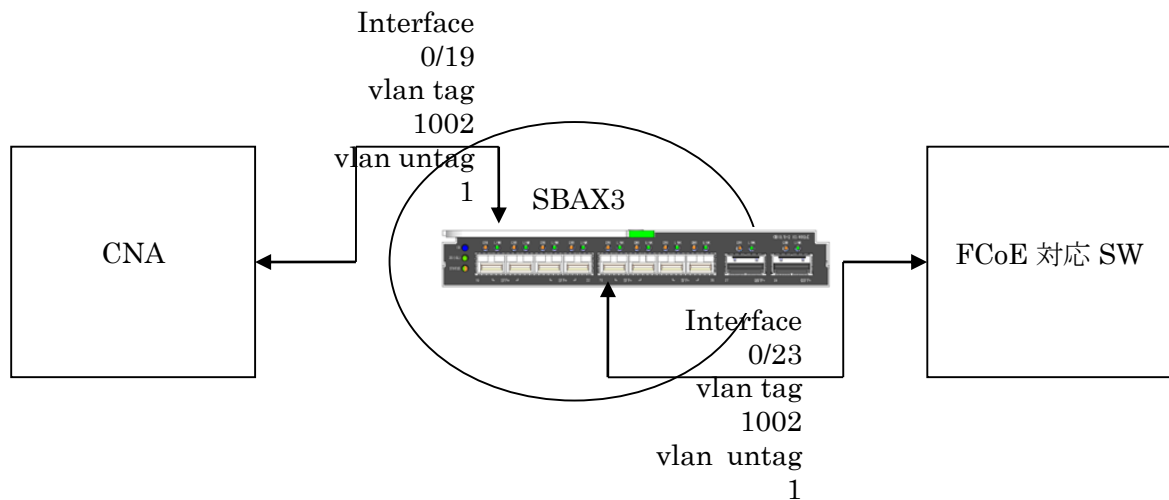 Interface
0/19
vlan tag
1002
vlan untag
1
SBAX3
CNA
FCoE 対応 SW
Interface
0/23
vlan tag
1002
vlan untag
1